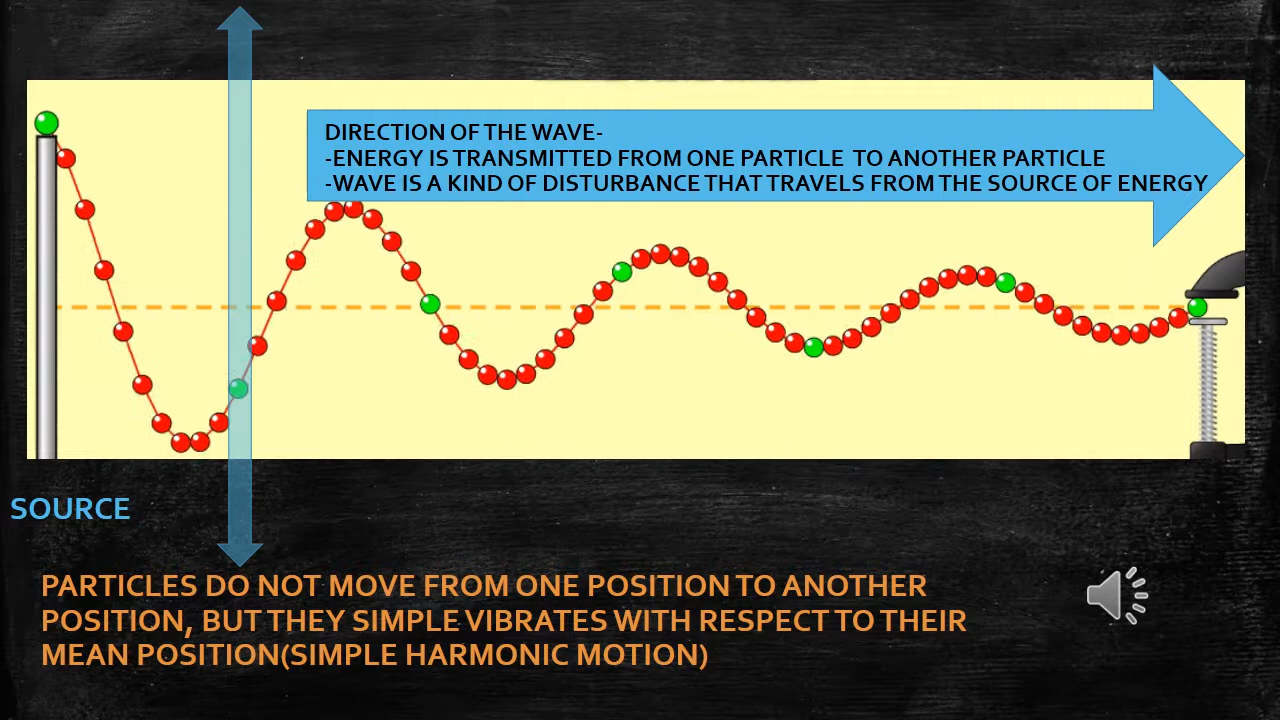 DIRECTION OF THE WAVE-
-ENERGY IS TRANSMITTED FROM ONE PARTICLE TO ANOTHER PARTICLE
-WAVE IS A KIND OF DISTURBANCE THAT TRAVELS FROM THE SOURCE OF ENERGY
SOURCE
PARTICLES DO NOT MOVE FROM ONE POSITION TO ANOTHER
POSITION, BUT THEY SIMPLE VIBRATES WITH RESPECT TO THEIR
MEAN POSITION(SIMPLE HARMONIC MOTION)